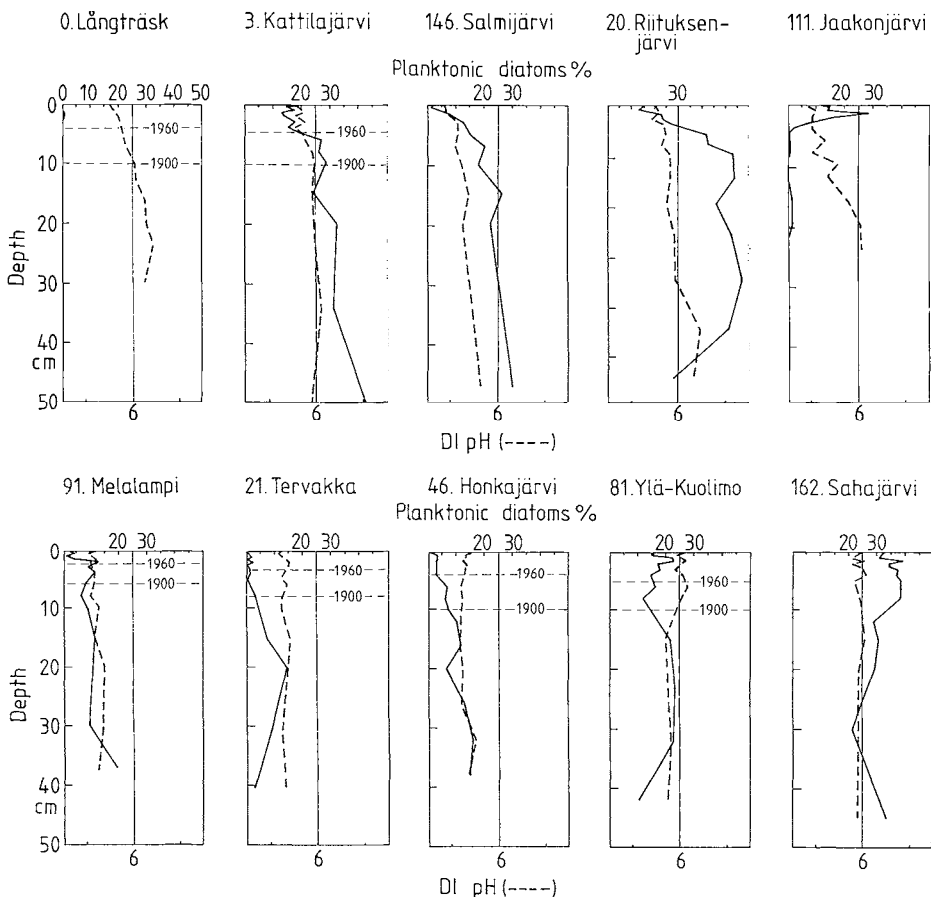 0. Långträsk
3. Kattilajärvi
146. Salmijärvi
20. Riituksen-
järvi
111. Jaakonjärvi
Planktonic diatoms %
0 10 20 30 50
20 30
20 30
30
20 30
0
10
20
30
40
cm
50
Depth
1960
1900
1960
1900
6
6
6
6
6
DI pH (----)
91. Melalampi
21. Tervakka
46. Honkajärvi
81. Ylä-Kuolimo
162. Sahajärvi
Planktonic diatoms %
20 30
20 30
20 30
20 30
20 30
0
10
20
30
40
cm
50
Depth
1960
1900
1960
1900
1960
1900
1960
1900
6
6
6
6
6
DI pH (----)